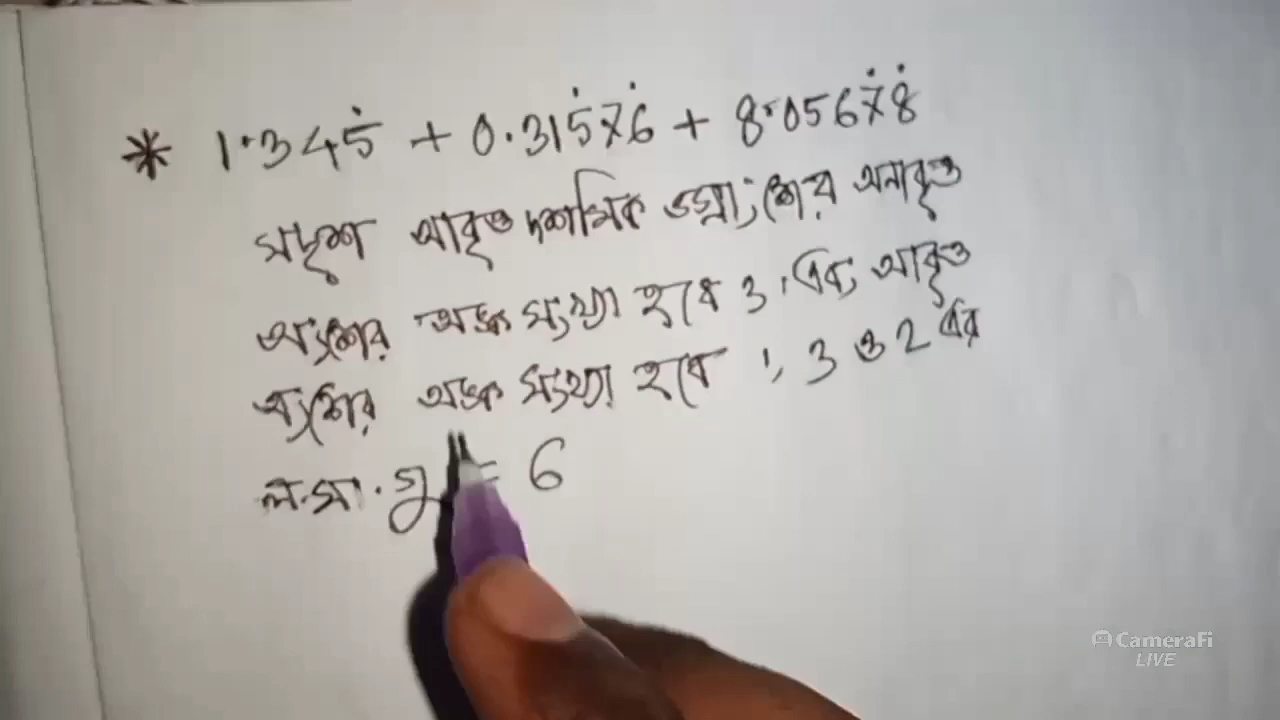 * 1.345̇ + 0.315̇76̇ + 8.0567̇8̇
সদৃশ আবৃত্ত দশমিক ভগ্নাংশের অনাবৃত্ত
অংশের অঙ্ক সংখ্যা হবে 3, এবং আবৃত্ত
অংশের অঙ্ক সংখ্যা হবে 1, 3 ও 2 এর
ল.সা.গু = 6
CameraFi
LIVE